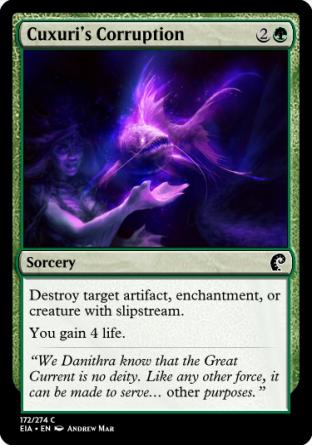 Cuxuri's Corruption 2
Sorcery
Destroy target artifact, enchantment, or
creature with slipstream.
You gain 4 life.
“We Danithra know that the Great
Current is no deity. Like any other force, it
can be made to serve… other purposes.”
172/274 C
EIA • EN Andrew Mar